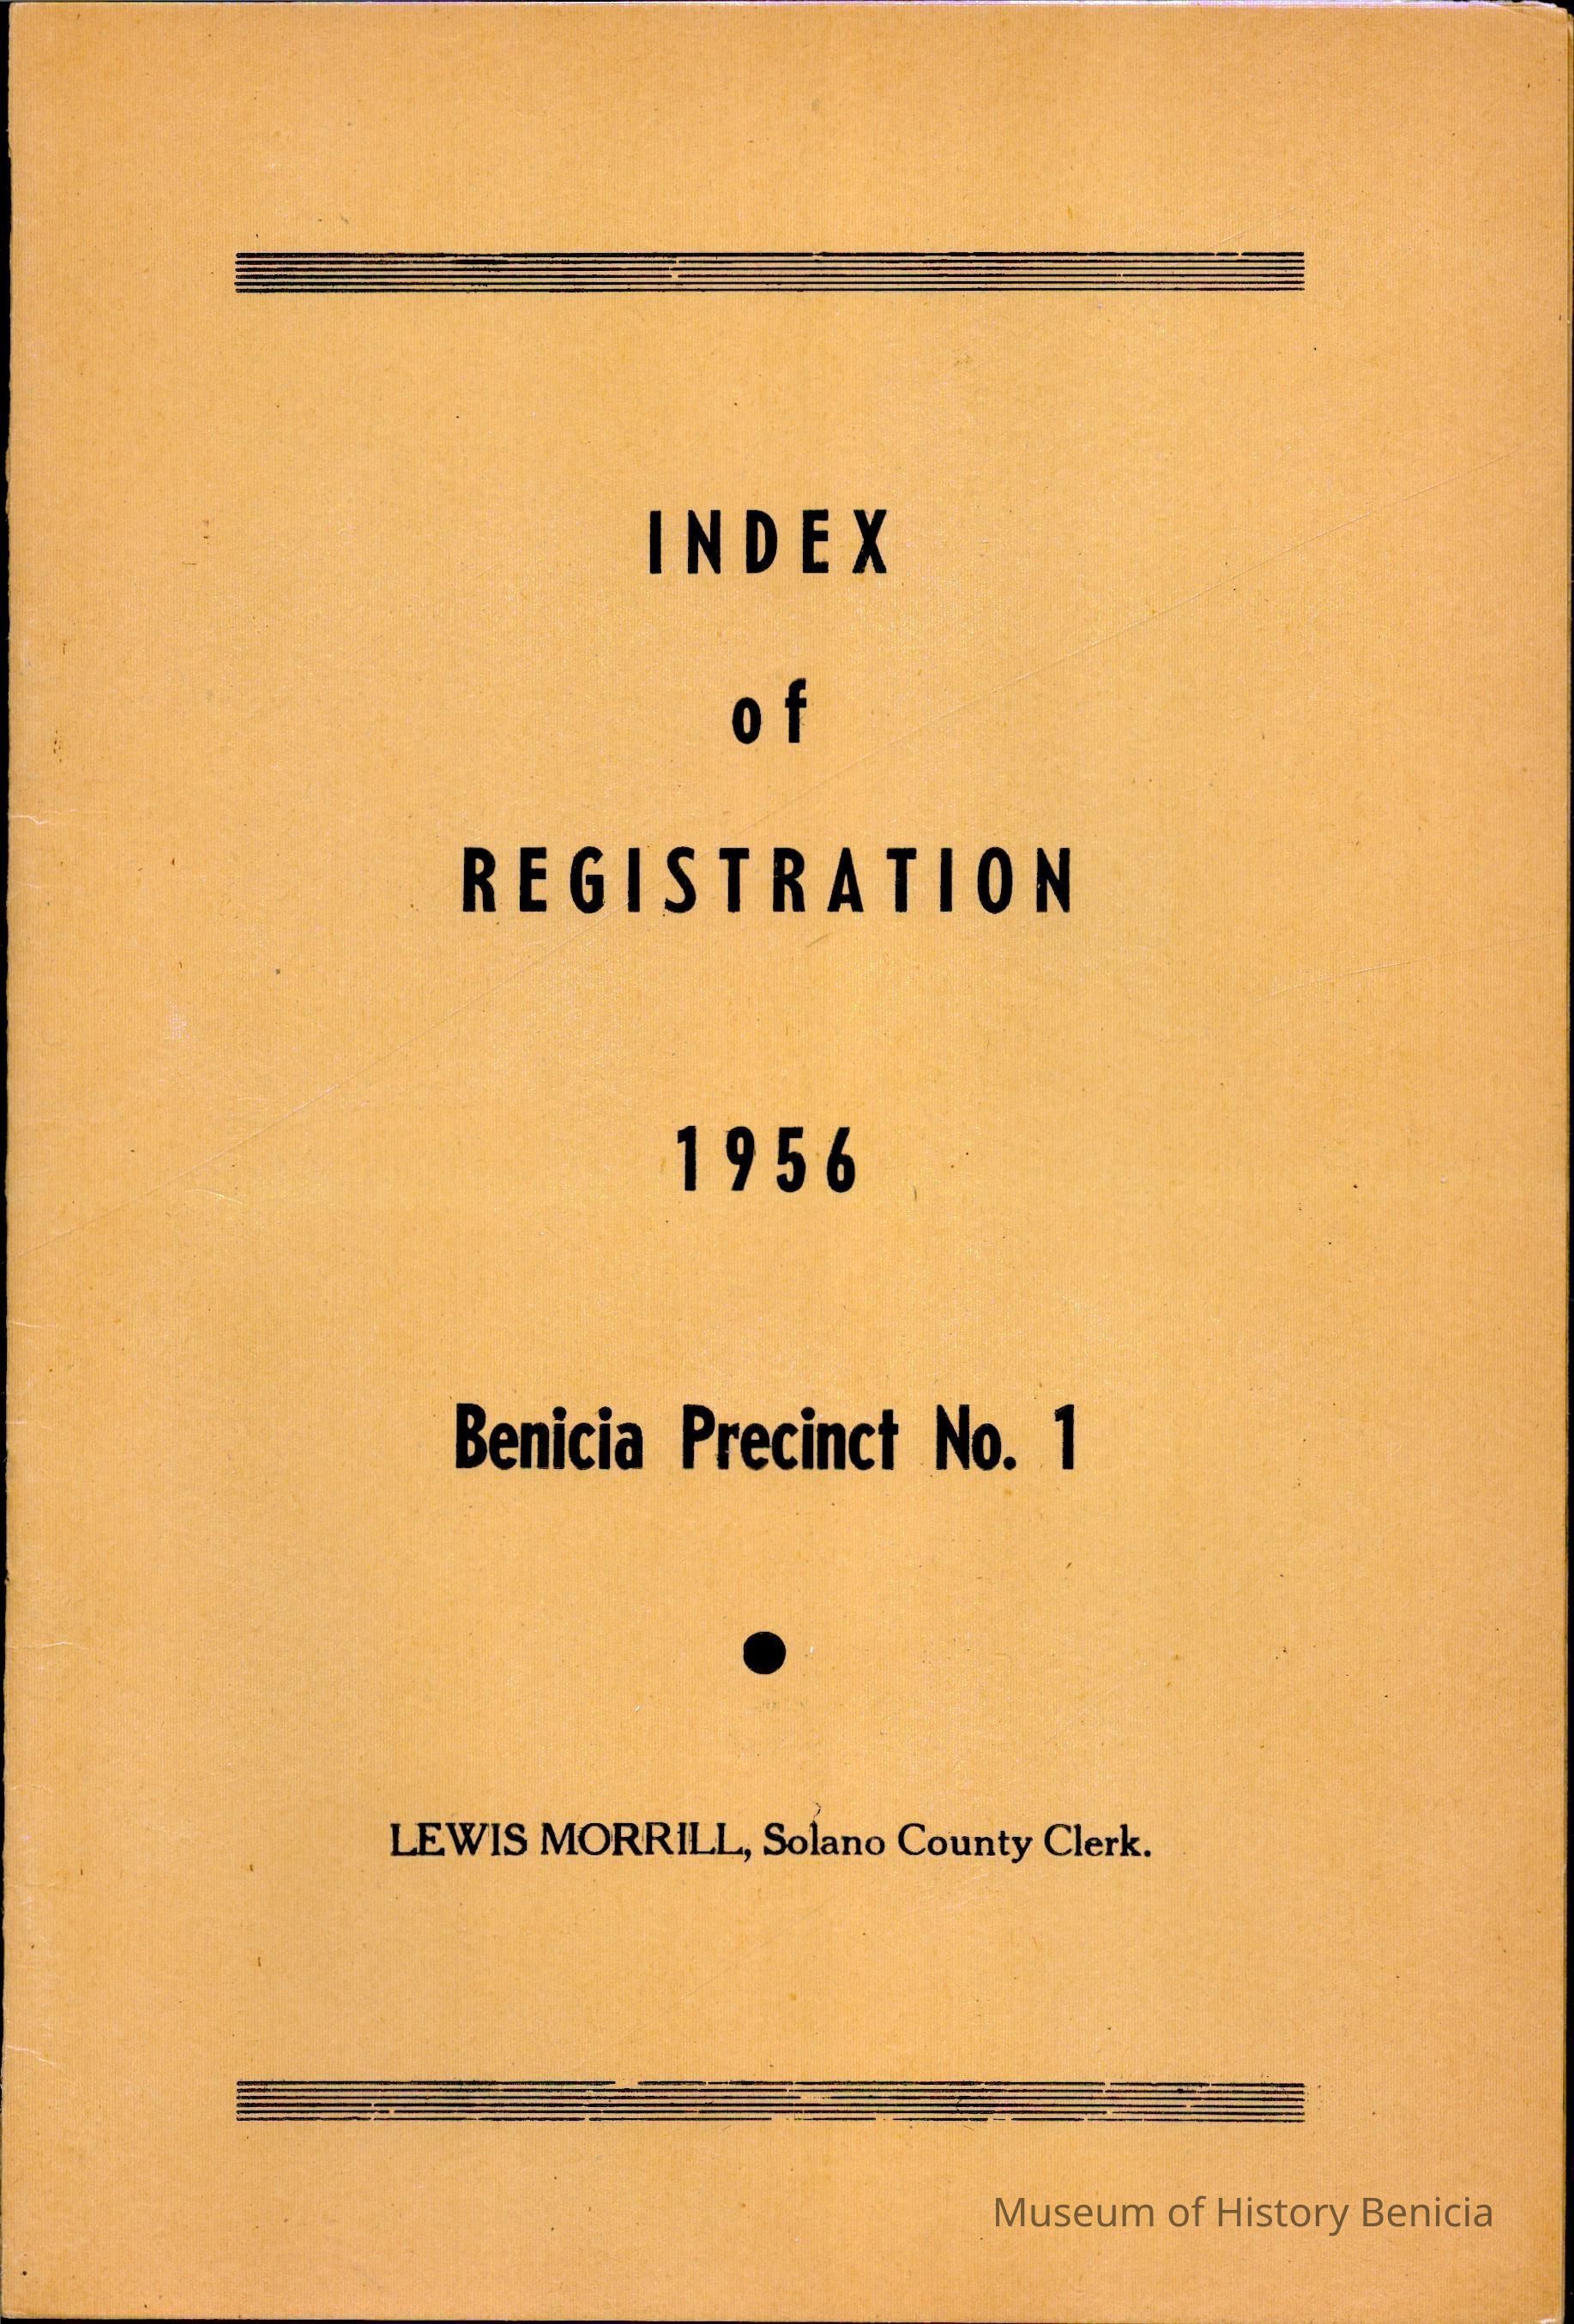 INDEX
of
REGISTRATION
1956
Benicia Precinct No. 1
LEWIS MORRILL, Solano County Clerk.
Museum of History Benicia